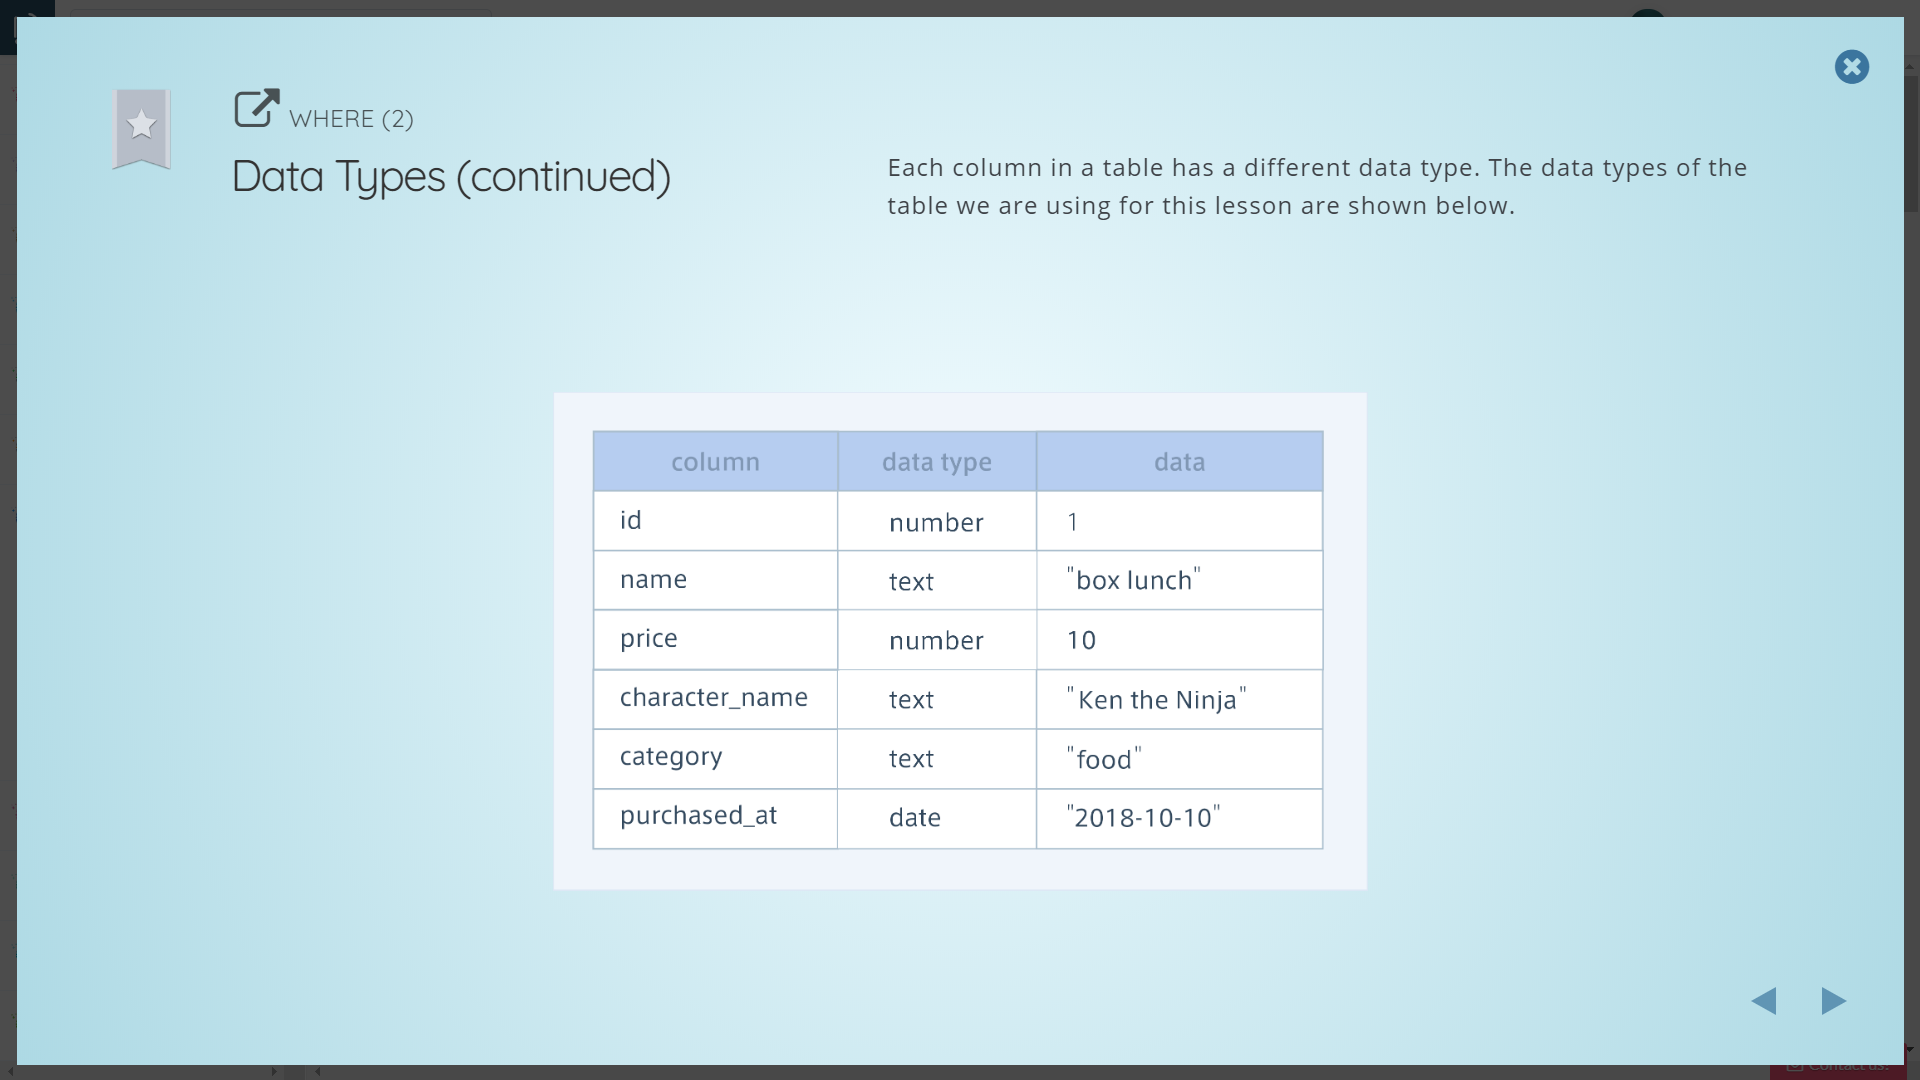 WHERE (2)
Data Types (continued)
Each column in a table has a different data type. The data types of the
table we are using for this lesson are shown below.
column data type data
id number 1
name text "box lunch"
price number 10
character_name text "Ken the Ninja"
category text "food"
purchased_at date "2018-10-10"
Contact us!